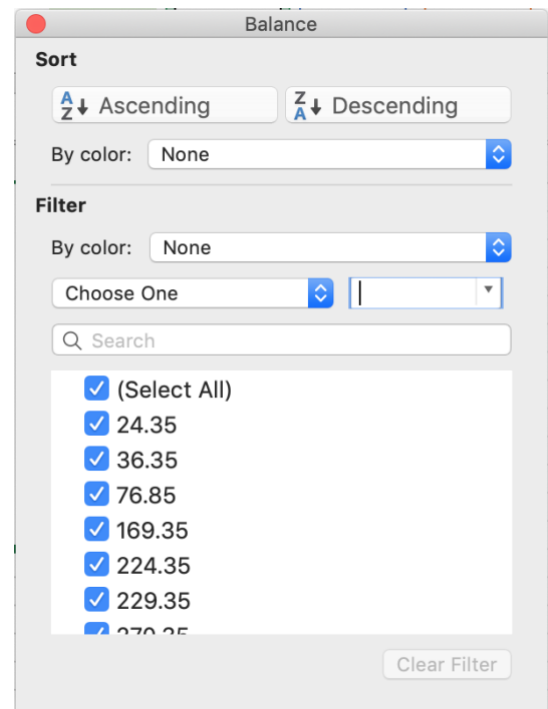 Balance
Sort
Ascending
Descending
By color: None
Filter
By color: None
Choose One
Search
(Select All)
24.35
36.35
76.85
169.35
224.35
229.35
Clear Filter